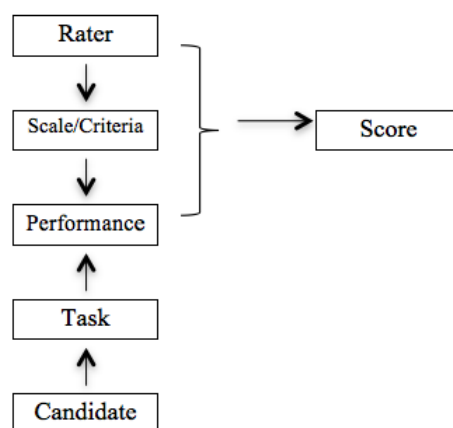 Rater
Scale/Criteria
Score
Performance
Task
Candidate